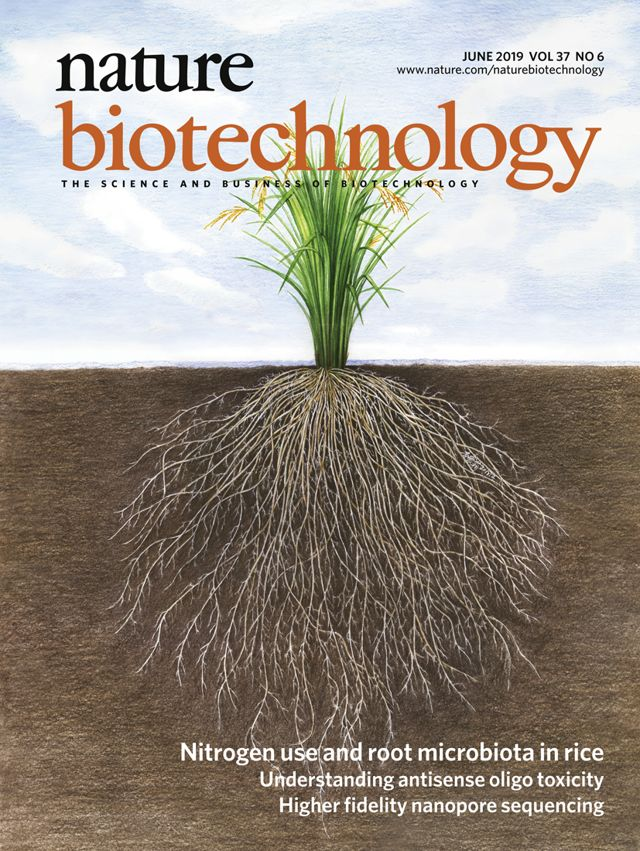 nature
JUNE 2019 VOL 37 NO 6
www.nature.com/naturebiotechnology
biotechnology
THE SCIENCE AND BUSINESS OF BIOTECHNOLOGY
Nitrogen use and root microbiota in rice
Understanding antisense oligo toxicity
Higher fidelity nanopore sequencing